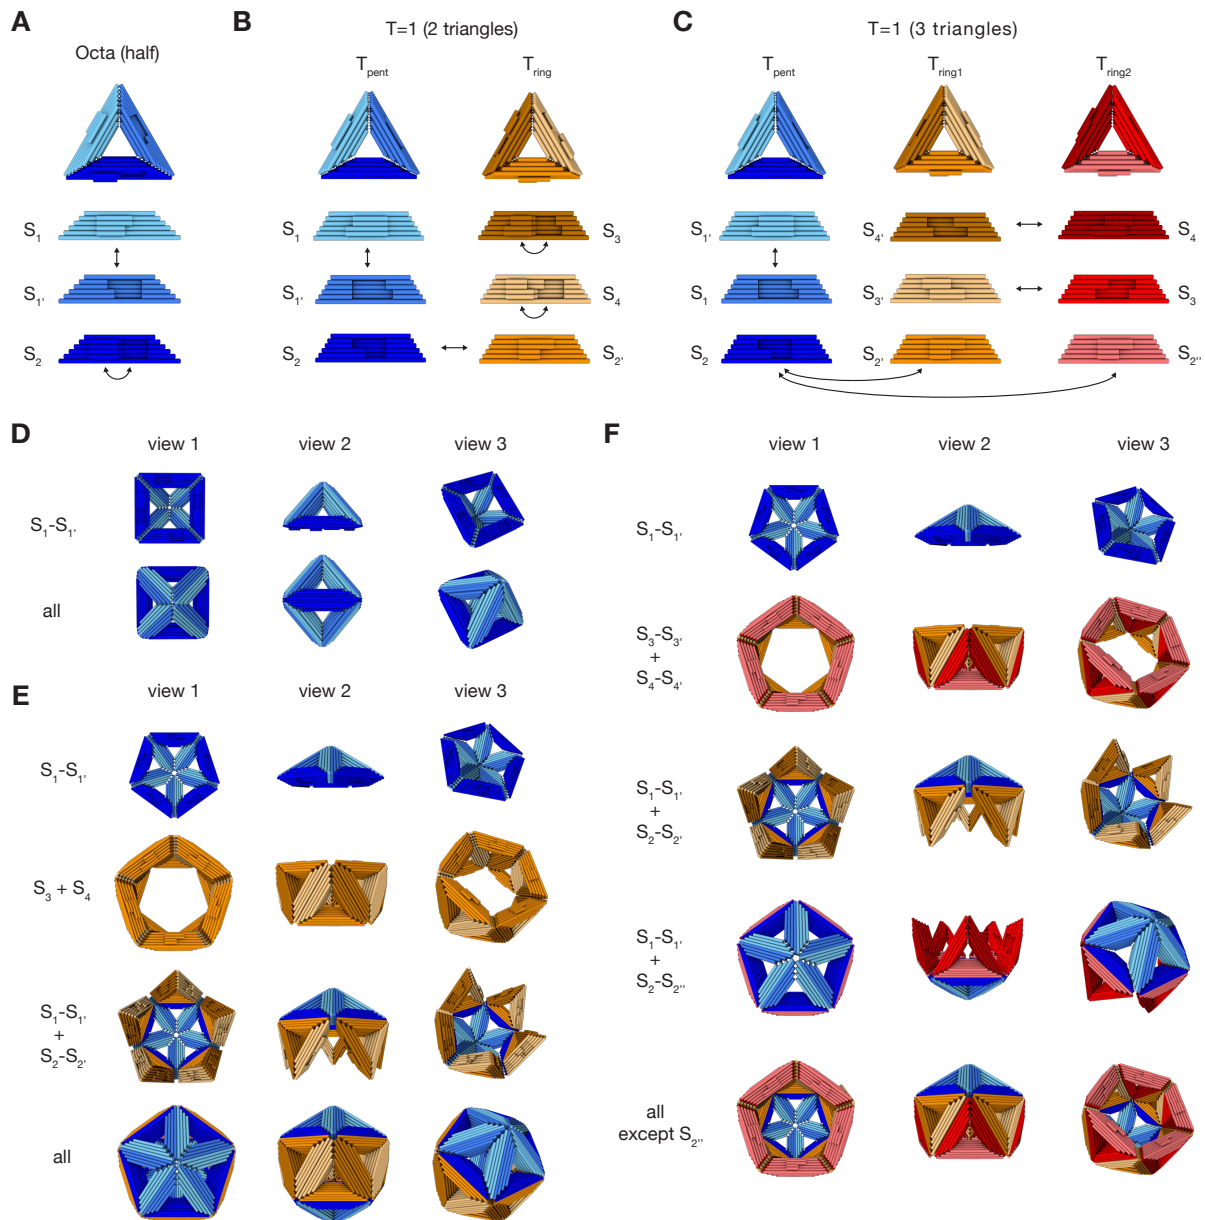 A
Octa (half)
S1
S1'
S2
B
T=1 (2 triangles)
Tpent
Tring
S1
S3
S1'
S4
S2
S2'
C
T=1 (3 triangles)
Tpent
Tring1
Tring2
S1'
S4'
S4
S1
S3'
S3
S2
S2'
S2''
D
view 1
view 2
view 3
S1-S1'
all
E
view 1
view 2
view 3
S1-S1'
S3 + S4
S1-S1'
+
S2-S2'
all
F
view 1
view 2
view 3
S1-S1'
S3-S3'
+
S4-S4'
S1-S1'
+
S2-S2'
S1-S1'
+
S2-S2''
all
except S2''